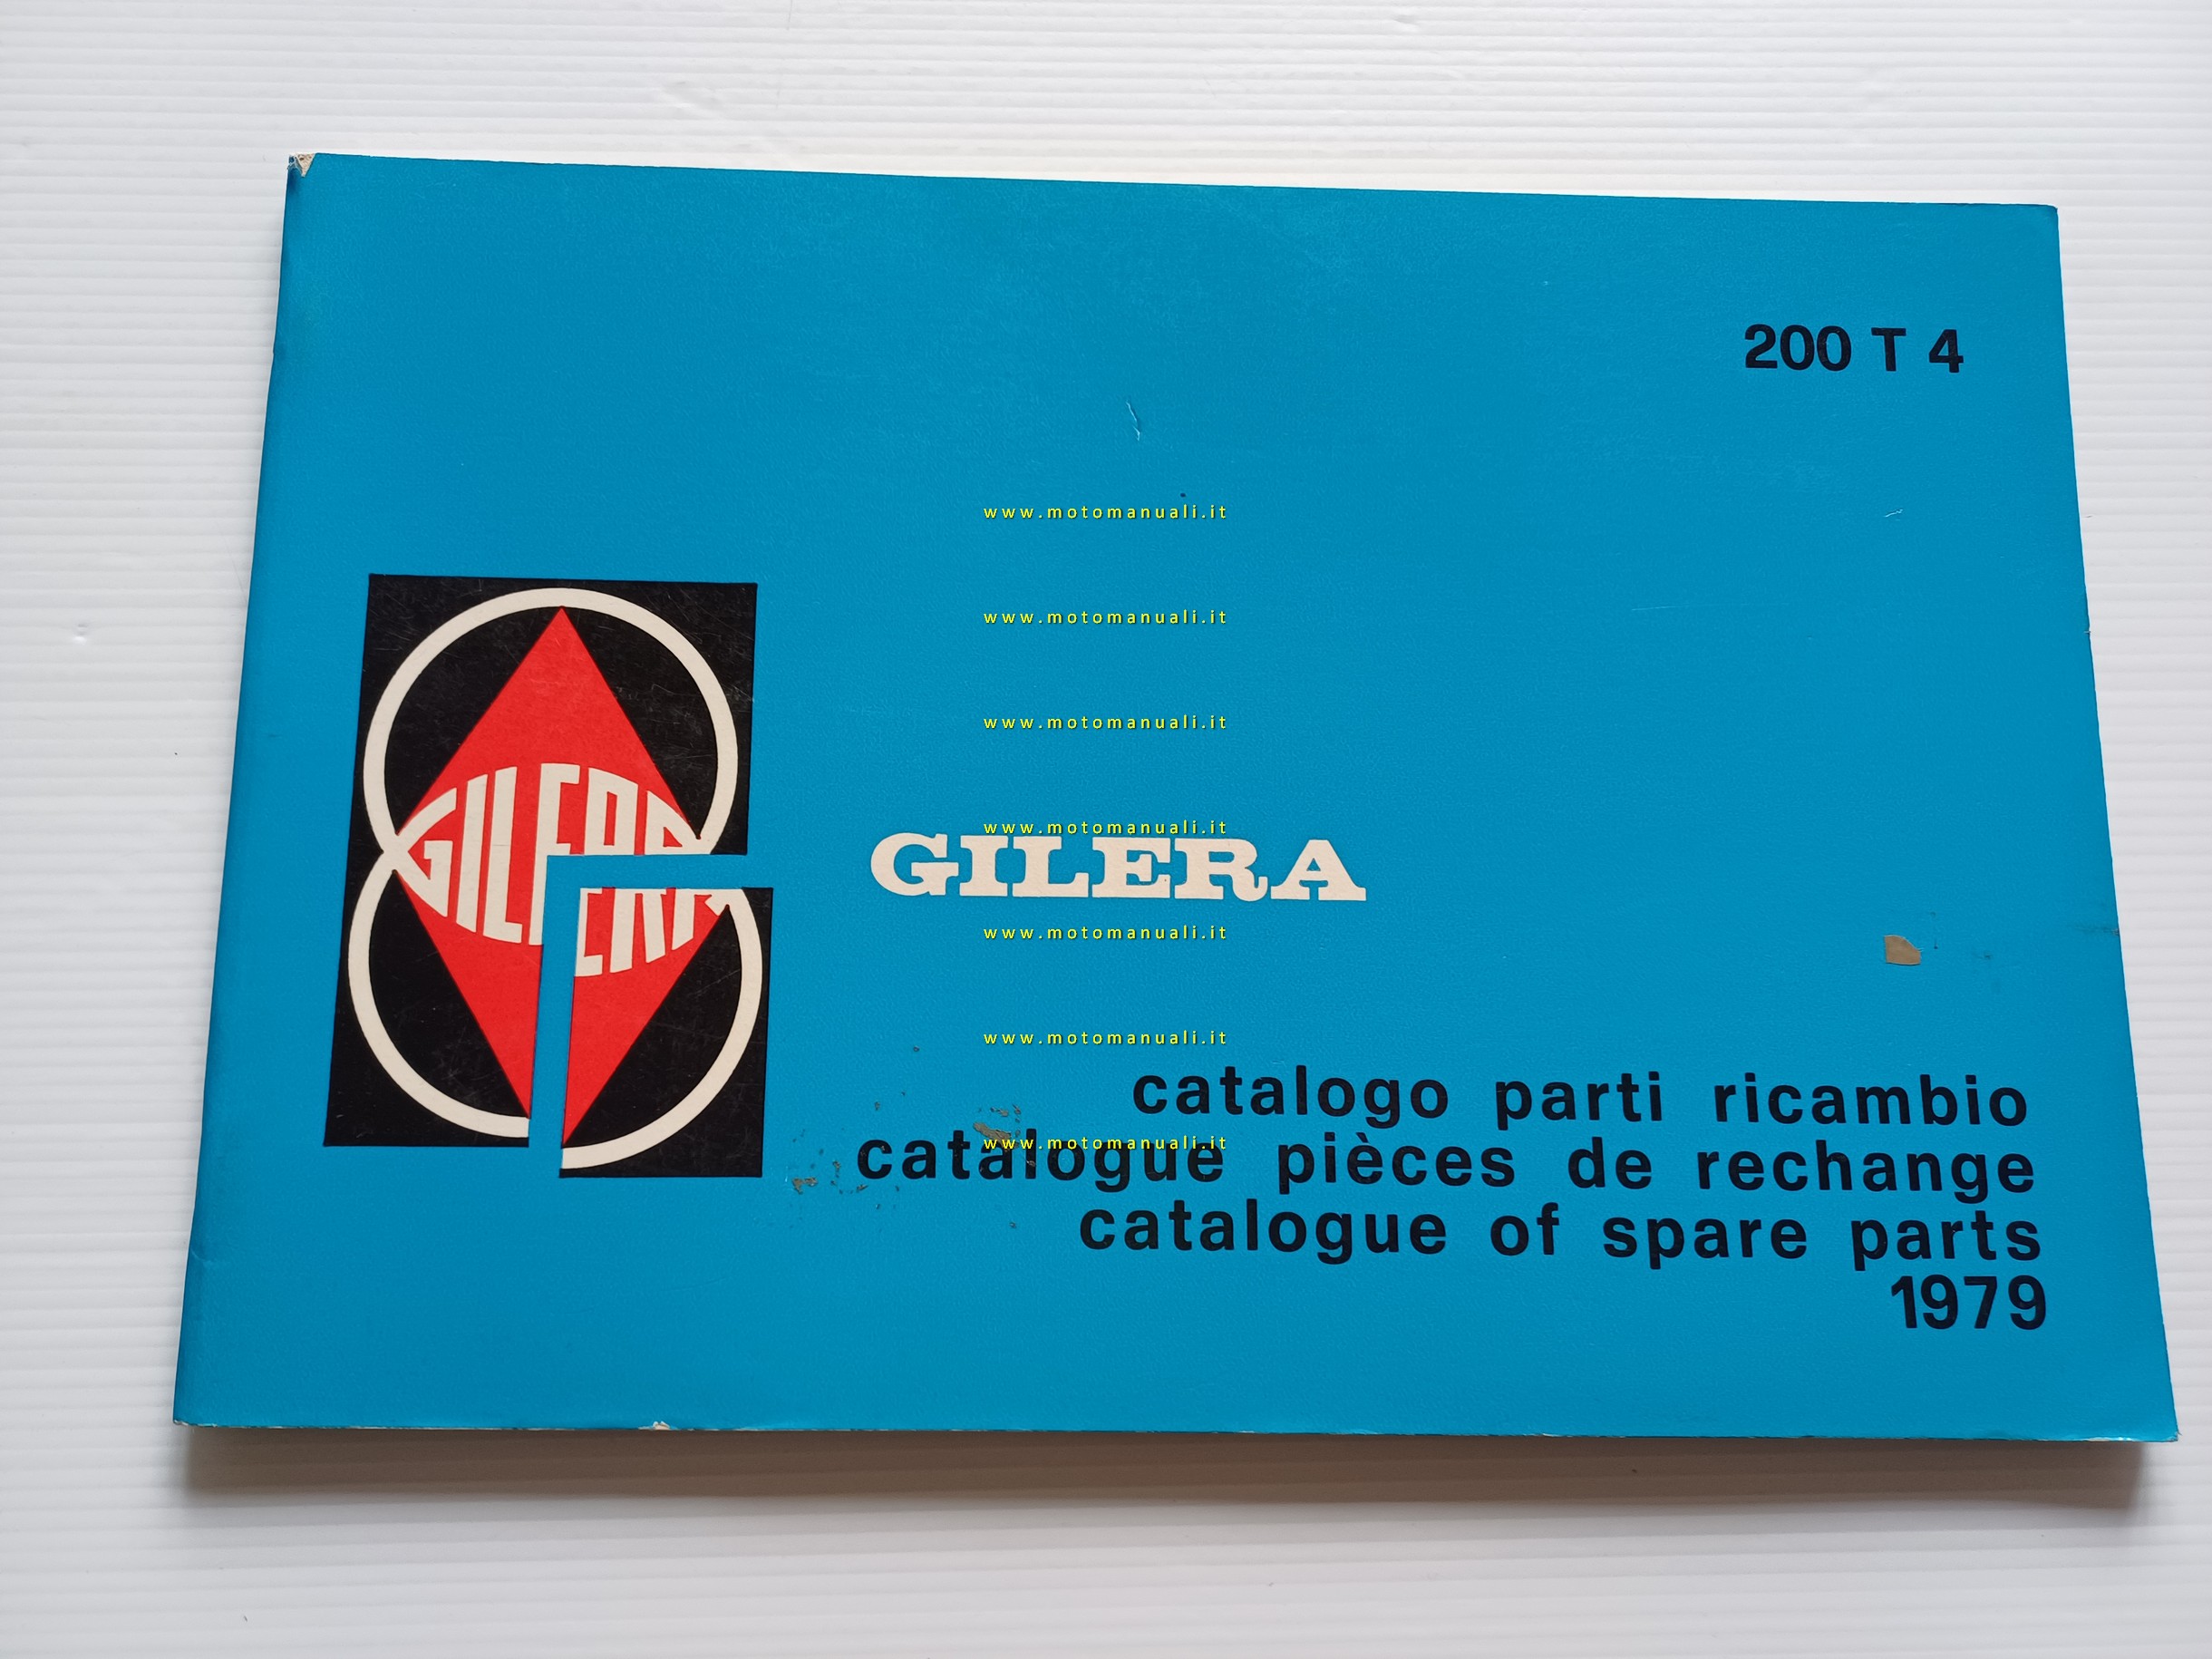 200 T 4
www.motomanuali.it
www.motomanuali.it
www.motomanuali.it
GILERA
www.motomanuali.it
GILERA
www.motomanuali.it
www.motomanuali.it
catalogo parti ricambio
www.motomanuali.it
catalogue pièces de rechange
catalogue of spare parts
1979